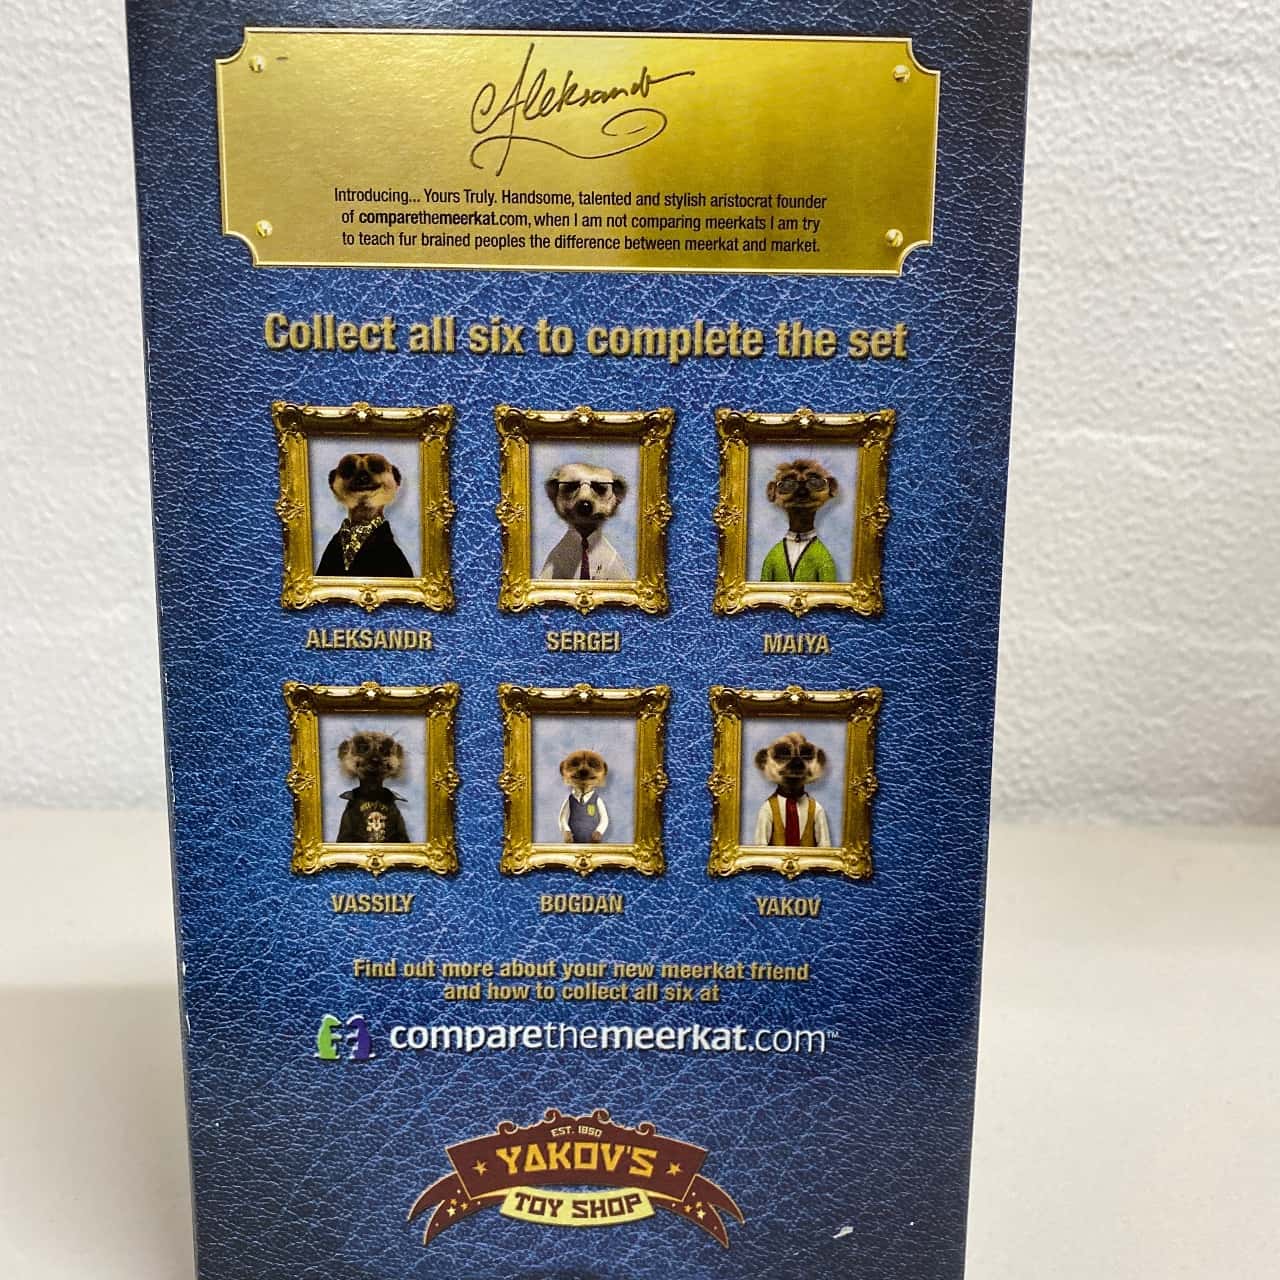 Aleksandr
Introducing... Yours Truly. Handsome, talented and stylish aristocrat founder
of comparethemeerkat.com, when I am not comparing meerkats I am try
to teach fur brained peoples the difference between meerkat and market.
Collect all six to complete the set
ALEKSANDR SERGEI MAIYA
VASSILY BOGDAN YAKOV
Find out more about your new meerkat friend
and how to collect all six at
comparethemeerkat.com™
EST. 1850
YAKOV'S
TOY SHOP